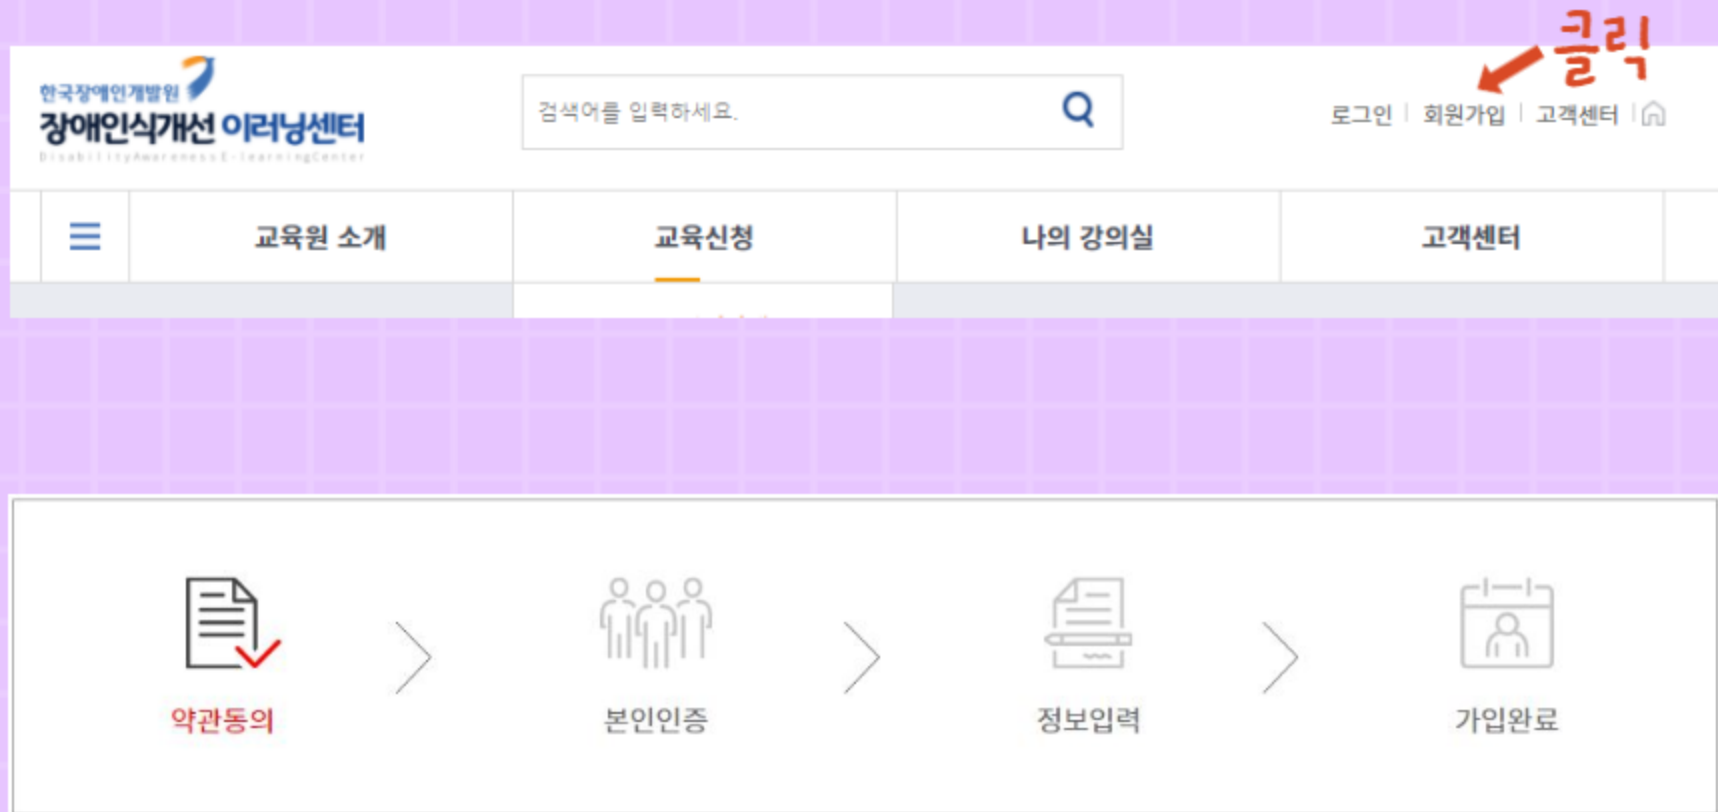 클릭
한국장애인개발원
장애인식개선 이러닝센터
DisabilityAwarenessE-learningCenter
검색어를 입력하세요.
로그인 | 회원가입 | 고객센터
교육원 소개 교육신청 나의 강의실 고객센터
약관동의 본인인증 정보입력 가입완료